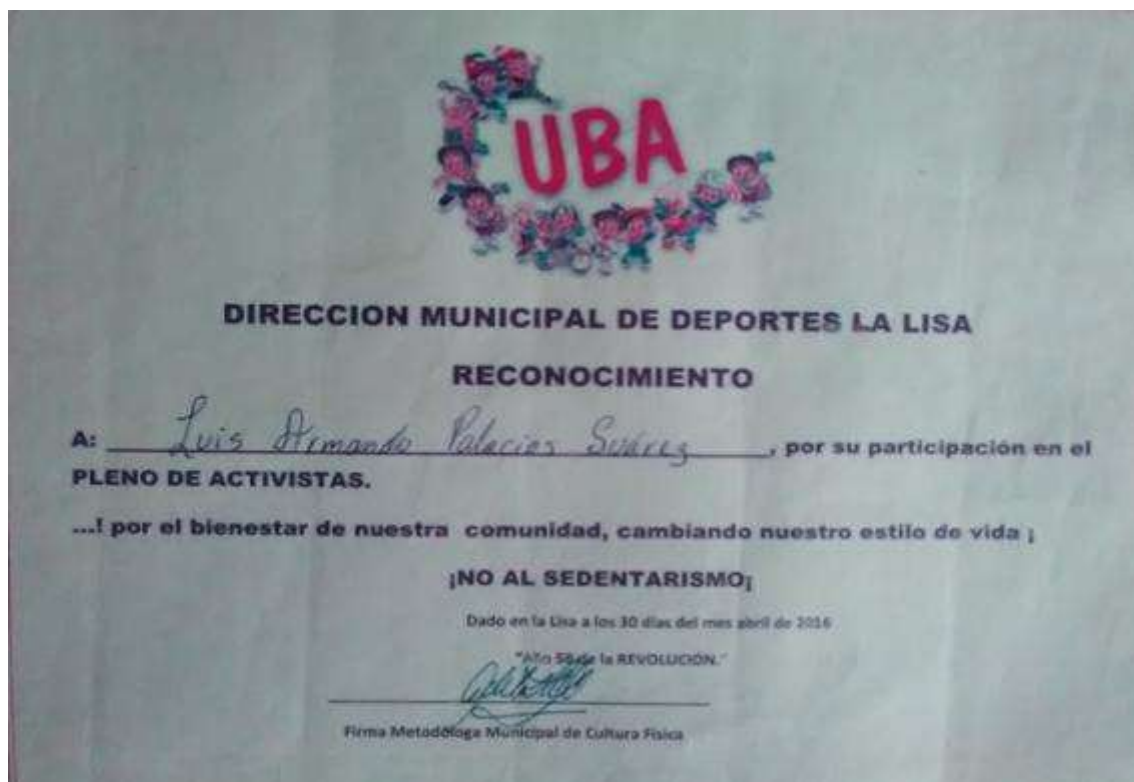 CUBA
DIRECCION MUNICIPAL DE DEPORTES LA LISA
RECONOCIMIENTO
A: Luis Armando Palacios Suárez, por su participación en el
PLENO DE ACTIVISTAS.
...! por el bienestar de nuestra comunidad, cambiando nuestro estilo de vida ¡
¡NO AL SEDENTARISMO¡
Dado en la Lisa a los 30 días del mes abril de 2016
"Año 58 de la REVOLUCIÓN."
Firma Metodóloga Municipal de Cultura Física